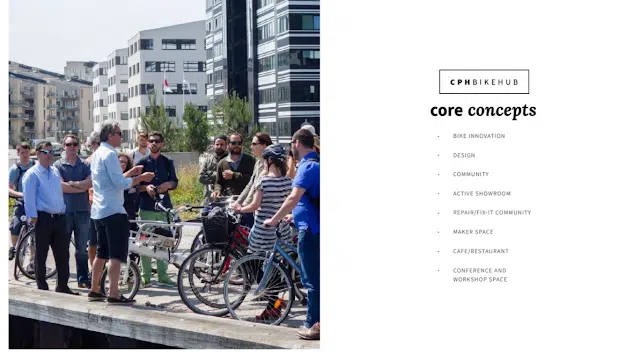 CPHBIKEHUB
core concepts
• BIKE INNOVATION
• DESIGN
• COMMUNITY
• ACTIVE SHOWROOM
• REPAIR/FIX-IT COMMUNITY
• MAKER SPACE
• CAFE/RESTAURANT
• CONFERENCE AND
WORKSHOP SPACE